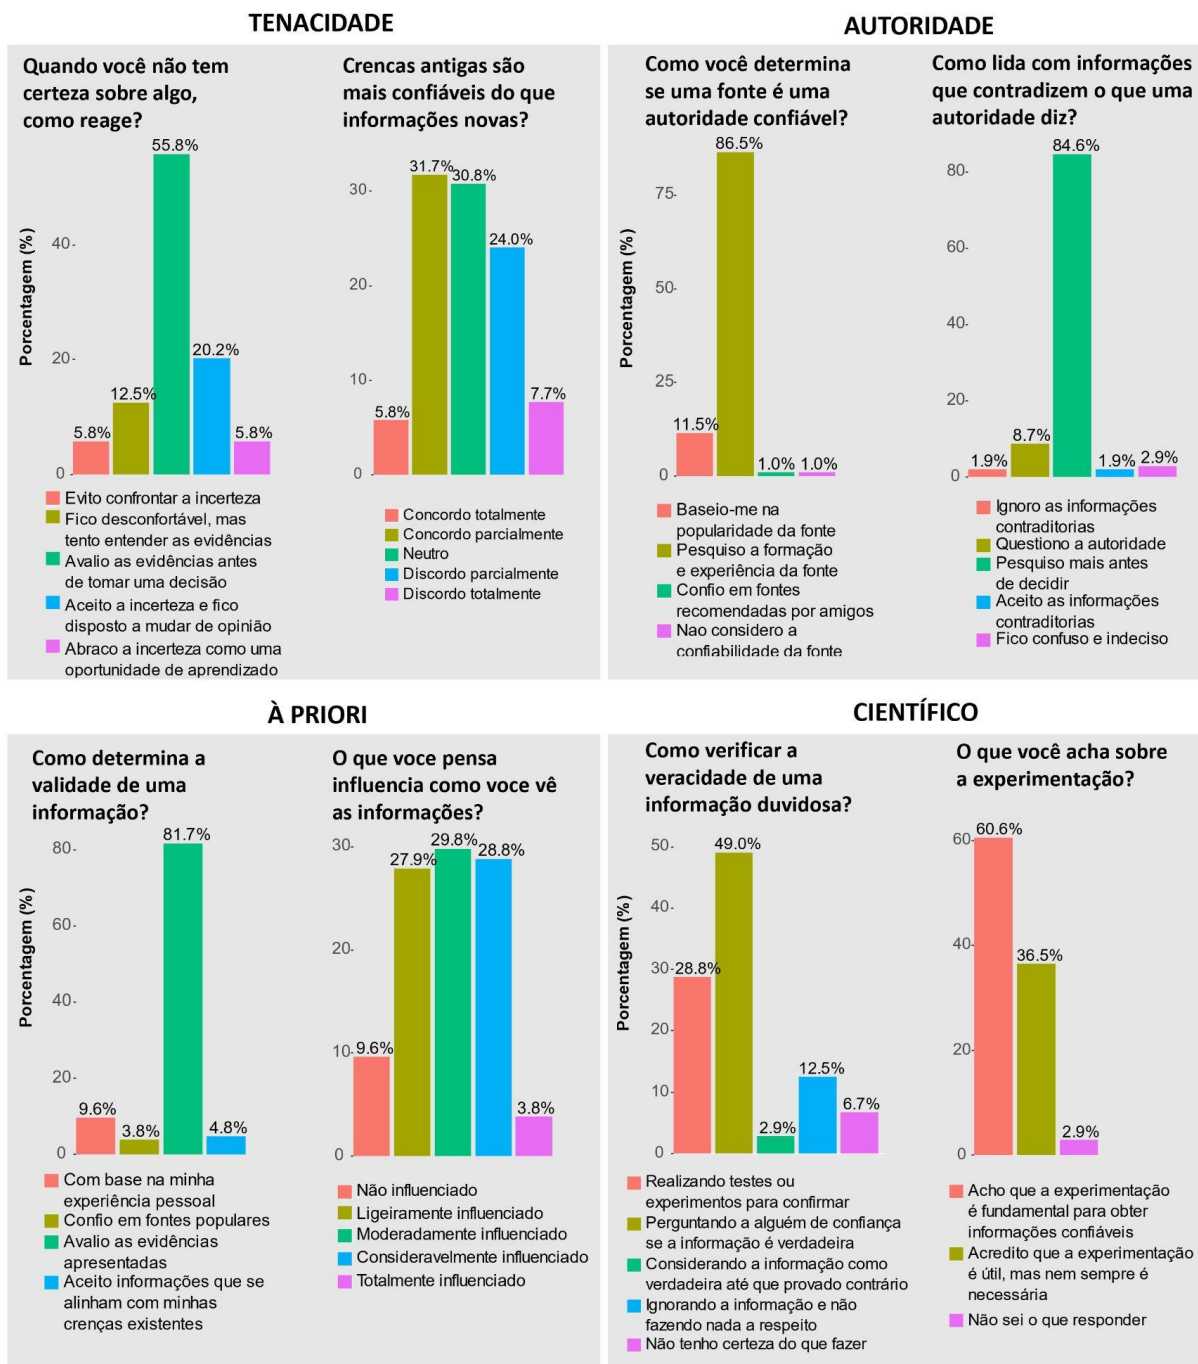 TENACIDADE
Quando você não tem
certeza sobre algo,
como reage?
Porcentagem (%)
40
20
0
5.8%
12.5%
55.8%
20.2%
5.8%
Evito confrontar a incerteza
Fico desconfortável, mas
tento entender as evidências
Avalio as evidências antes
de tomar uma decisão
Aceito a incerteza e fico
disposto a mudar de opinião
Abraco a incerteza como uma
oportunidade de aprendizado
Crencas antigas são
mais confiáveis do que
informações novas?
30
20
10
0
5.8%
31.7%
30.8%
24.0%
7.7%
Concordo totalmente
Concordo parcialmente
Neutro
Discordo parcialmente
Discordo totalmente
AUTORIDADE
Como você determina
se uma fonte é uma
autoridade confiável?
75
50
25
0
11.5%
86.5%
1.0%
1.0%
Baseio-me na
popularidade da fonte
Pesquiso a formação
e experiência da fonte
Confio em fontes
recomendadas por amigos
Nao considero a
confiabilidade da fonte
Como lida com informações
que contradizem o que uma
autoridade diz?
80
60
40
20
0
1.9%
8.7%
84.6%
1.9%
2.9%
Ignoro as informações
contraditorias
Questiono a autoridade
Pesquiso mais antes
de decidir
Aceito as informações
contraditorias
Fico confuso e indeciso
À PRIORI
Como determina a
validade de uma
informação?
Porcentagem (%)
80
60
40
20
0
9.6%
3.8%
81.7%
4.8%
Com base na minha
experiência pessoal
Confio em fontes populares
Avalio as evidências
apresentadas
Aceito informações que se
alinham com minhas
crenças existentes
O que voce pensa
influencia como voce vê
as informações?
30
20
10
0
9.6%
27.9%
29.8%
28.8%
3.8%
Não influenciado
Ligeiramente influenciado
Moderadamente influenciado
Consideravelmente influenciado
Totalmente influenciado
CIENTÍFICO
Como verificar a
veracidade de uma
informação duvidosa?
Porcentagem (%)
50
40
30
20
10
0
28.8%
49.0%
2.9%
12.5%
6.7%
Realizando testes ou
experimentos para confirmar
Perguntando a alguém de confiança
se a informação é verdadeira
Considerando a informação como
verdadeira até que provado contrário
Ignorando a informação e não
fazendo nada a respeito
Não tenho certeza do que fazer
O que você acha sobre
a experimentação?
60
40
20
0
60.6%
36.5%
2.9%
Acho que a experimentação
é fundamental para obter
informações confiáveis
Acredito que a experimentação
é útil, mas nem sempre é
necessária
Não sei o que responder